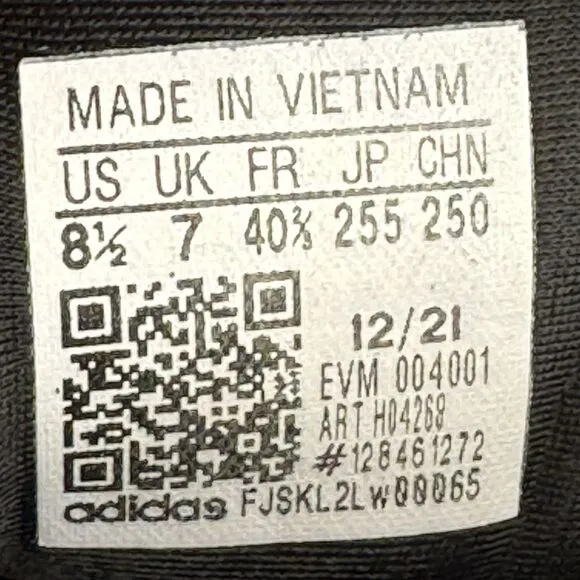 MADE IN VIETNAM
US UK FR JP CHN
8½ 7 40⅔ 255 250
12/21
EVM 004001
ART H04269
#128461272
adidas FJSKL2LW00065